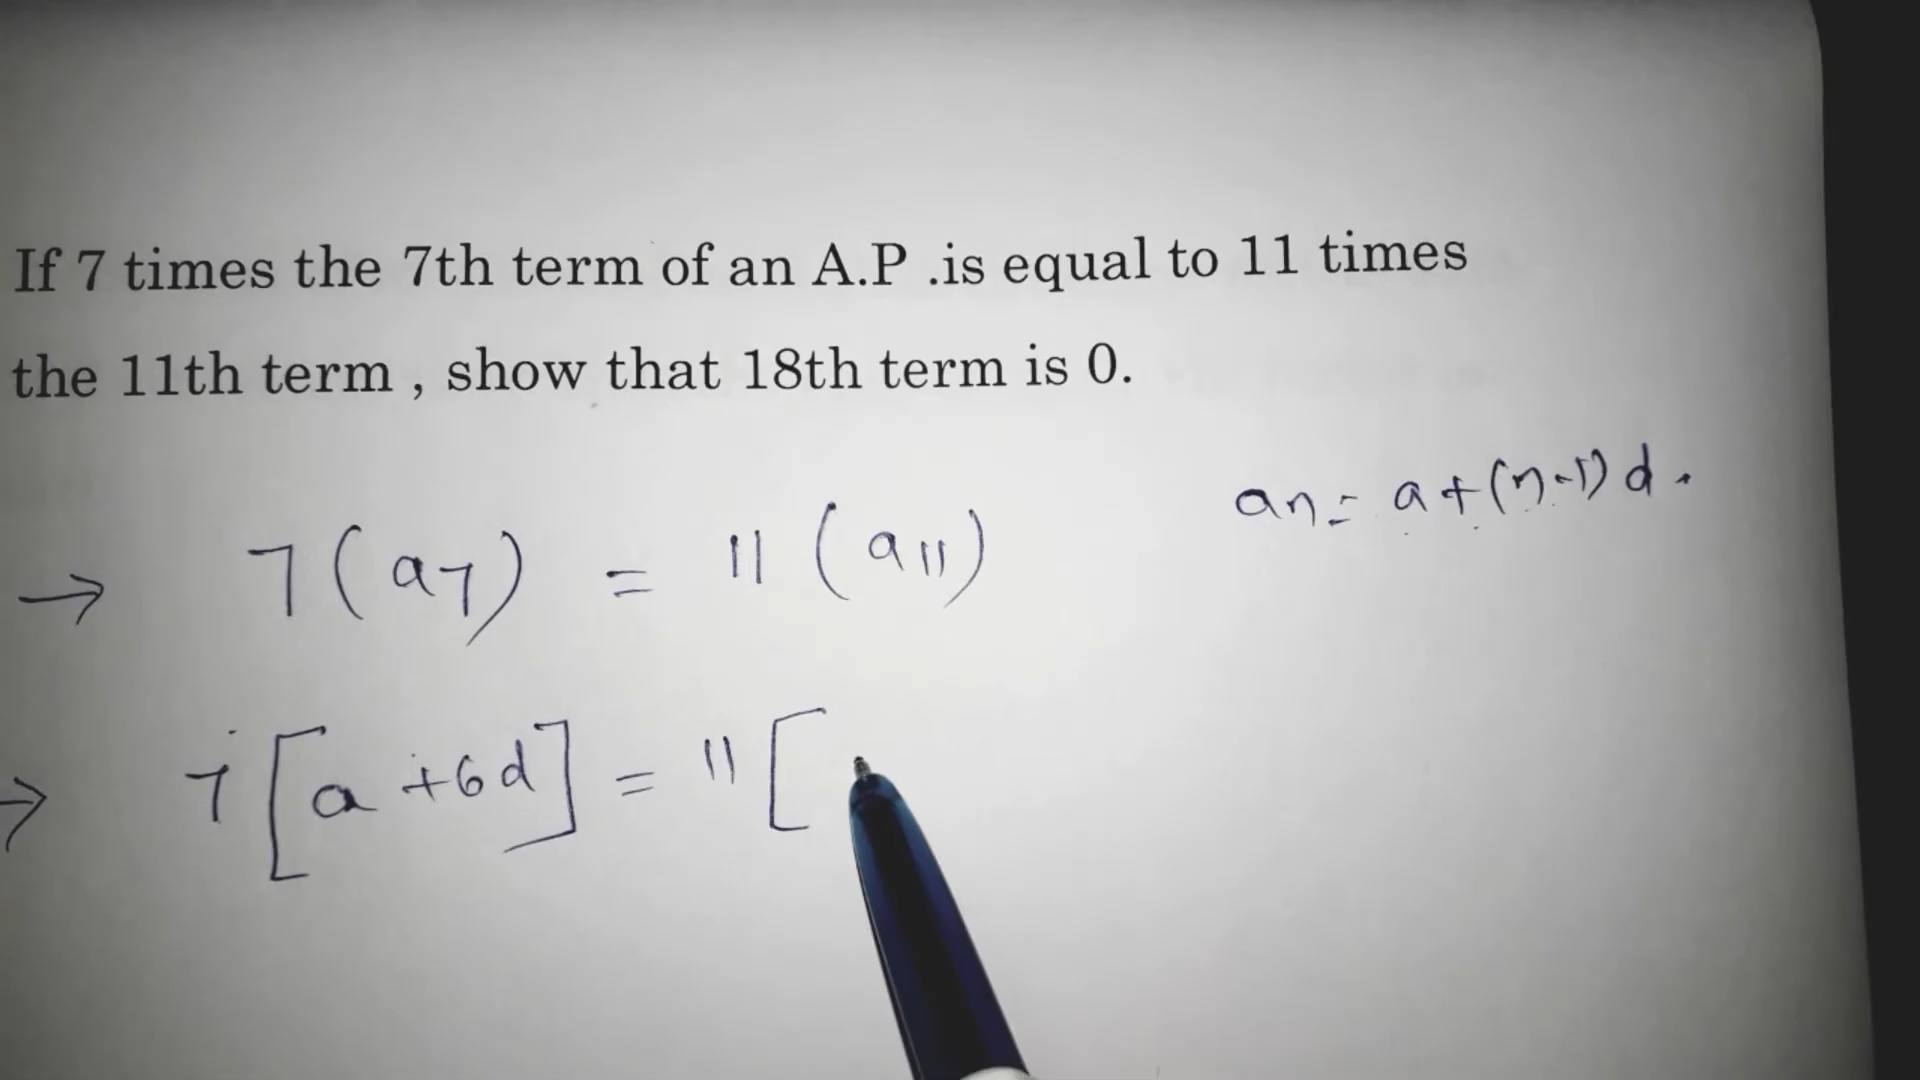 If 7 times the 7th term of an A.P .is equal to 11 times
the 11th term , show that 18th term is 0.
an = a + (n-1) d .
→ 7 ( a7 ) = 11 ( a11 )
→ 7 [ a + 6d ] = 11 [